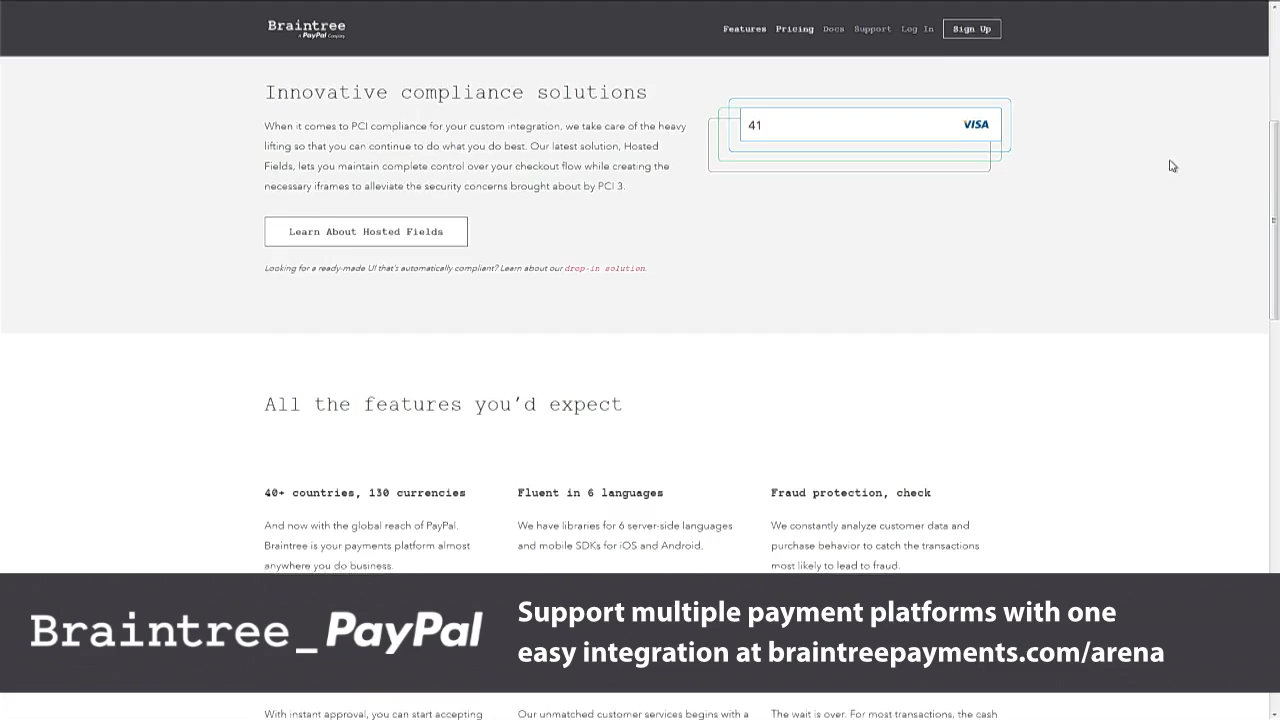 Braintree
A PayPal Company
Features Pricing Docs Support Log In Sign Up
Innovative compliance solutions
When it comes to PCI compliance for your custom integration, we take care of the heavy
lifting so that you can continue to do what you do best. Our latest solution, Hosted
Fields, lets you maintain complete control over your checkout flow while creating the
necessary iframes to alleviate the security concerns brought about by PCI 3.
41 VISA
Learn About Hosted Fields
Looking for a ready-made UI that's automatically compliant? Learn about our drop-in solution.
All the features you'd expect
40+ countries, 130 currencies
And now with the global reach of PayPal,
Braintree is your payments platform almost
anywhere you do business.
Fluent in 6 languages
We have libraries for 6 server-side languages
and mobile SDKs for iOS and Android.
Fraud protection, check
We constantly analyze customer data and
purchase behavior to catch the transactions
most likely to lead to fraud.
Braintree_PayPal
Support multiple payment platforms with one
easy integration at braintreepayments.com/arena
With instant approval, you can start accepting
Our unmatched customer services begins with a
The wait is over. For most transactions, the cash